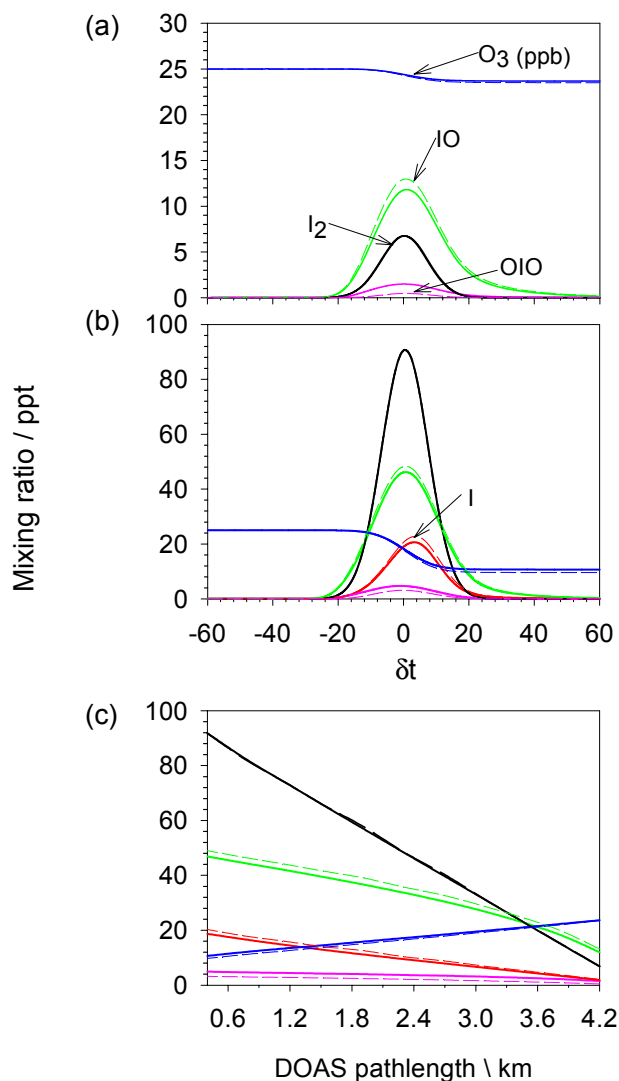 (a)
30
25
20
15
10
5
0
O3 (ppb)
IO
I2
OIO
(b)
100
80
60
40
20
0
I
-60 -40 -20 0 20 40 60
δt
Mixing ratio / ppt
(c)
100
80
60
40
20
0
0.6 1.2 1.8 2.4 3.0 3.6 4.2
DOAS pathlength \ km